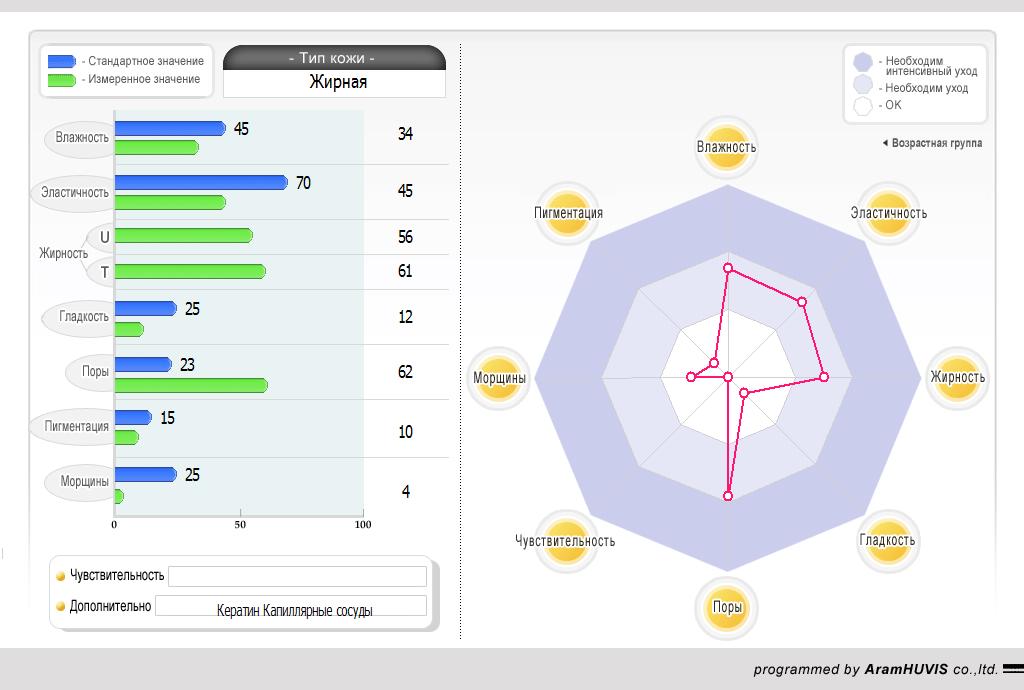 - Стандартное значение
- Измеренное значение
- Тип кожи -
Жирная
Влажность
45
34
Эластичность
70
45
Жирность
U
56
T
61
Гладкость
25
12
Поры
23
62
Пигментация
15
10
Морщины
25
4
0 50 100
Чувствительность
Дополнительно
Кератин Капиллярные сосуды
- Необходим
интенсивный уход
- Необходим уход
- OK
Возрастная группа
Влажность
Пигментация
Эластичность
Морщины
Жирность
Чувствительность
Гладкость
Поры
programmed by AramHUVIS co.,ltd.